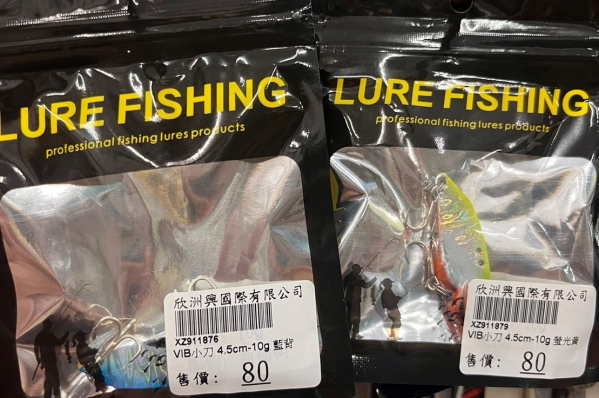 LURE FISHING
professional fishing lures products
欣洲興國際有限公司
XZ911876
VIB小刀 4.5cm-10g 藍背
售價: 80
LURE FISHING
professional fishing lures products
欣洲興國際有限公司
XZ911879
VIB小刀 4.5cm-10g 螢光黃
售價: 80